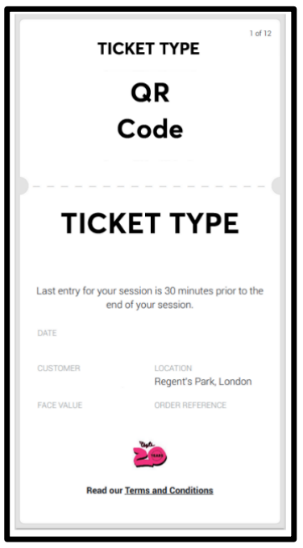 1 of 12
TICKET TYPE
QR
Code
TICKET TYPE
Last entry for your session is 30 minutes prior to the
end of your session.
DATE
CUSTOMER
LOCATION
Regent's Park, London
FACE VALUE
ORDER REFERENCE
20
Read our Terms and Conditions